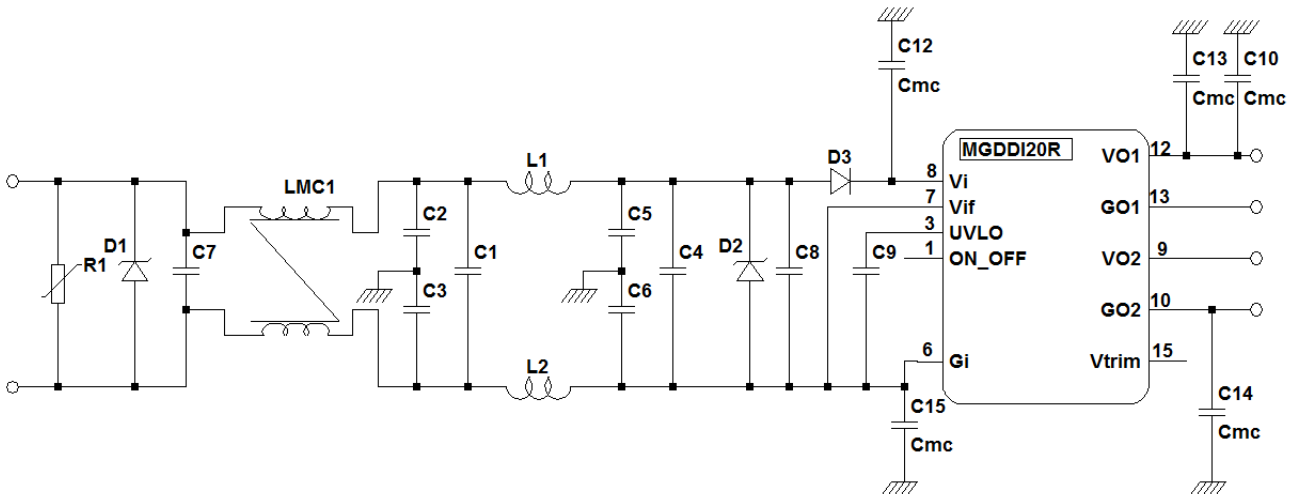 C12
Cmc
C13
Cmc
C10
Cmc
MGDDI20R
VO1
12
L1
D3
8
Vi
LMC1
7
Vif
GO1
13
C2
C5
3
UVLO
D1
C7
C1
C4
D2
C8
C9
1
ON_OFF
VO2
9
R1
C3
C6
GO2
10
6
Gi
Vtrim
15
L2
C15
Cmc
C14
Cmc